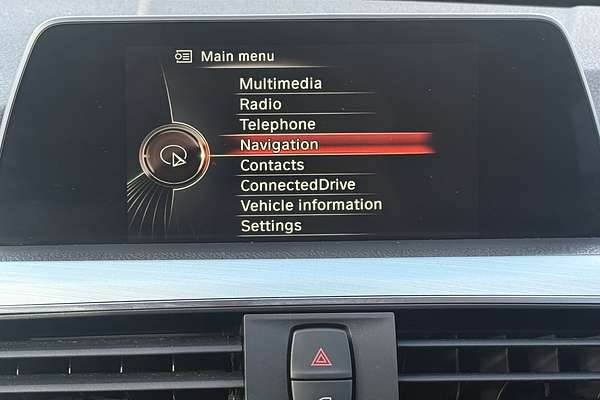 Main menu
Multimedia
Radio
Telephone
Navigation
Contacts
ConnectedDrive
Vehicle information
Settings